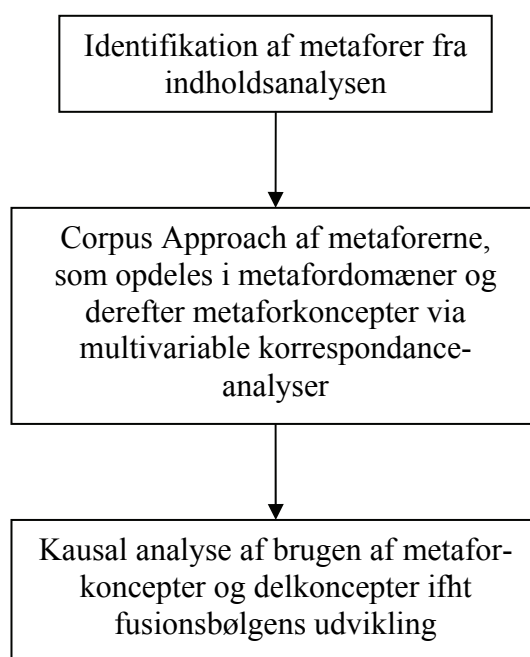 Identifikation af metaforer fra
indholdsanalysen
Corpus Approach af metaforerne,
som opdeles i metafordomæner og
derefter metaforkoncepter via
multivariable korrespondance-
analyser
Kausal analyse af brugen af metafor-
koncepter og delkoncepter ifht
fusionsbølgens udvikling